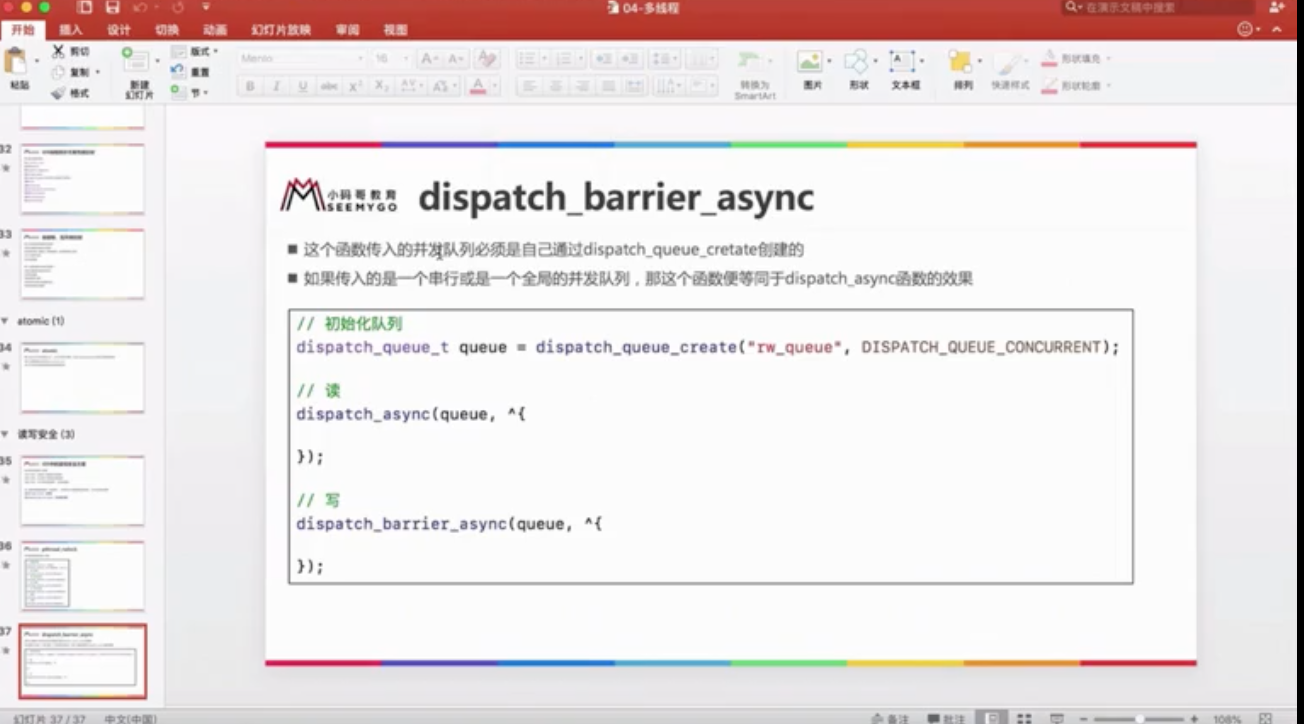 04-多线程
在演示文稿中搜索
开始 插入 设计 切换 动画 幻灯片放映 审阅 视图
粘贴
剪切
复制
格式
新建
幻灯片
版式
重置
节
Menlo 16
转换为
SmartArt
图片
形状
文本框
排列
快速样式
形状填充
形状轮廓
32
33
atomic (1)
34
读写安全 (3)
35
36
37
小码哥教育
SEEMYGO
dispatch_barrier_async
■ 这个函数传入的并发队列必须是自己通过dispatch_queue_cretate创建的
■ 如果传入的是一个串行或是一个全局的并发队列，那这个函数便等同于dispatch_async函数的效果
// 初始化队列
dispatch_queue_t queue = dispatch_queue_create("rw_queue", DISPATCH_QUEUE_CONCURRENT);
// 读
dispatch_async(queue, ^{
});
// 写
dispatch_barrier_async(queue, ^{
});
幻灯片 37 / 37 中文(中国)
备注 批注
108%